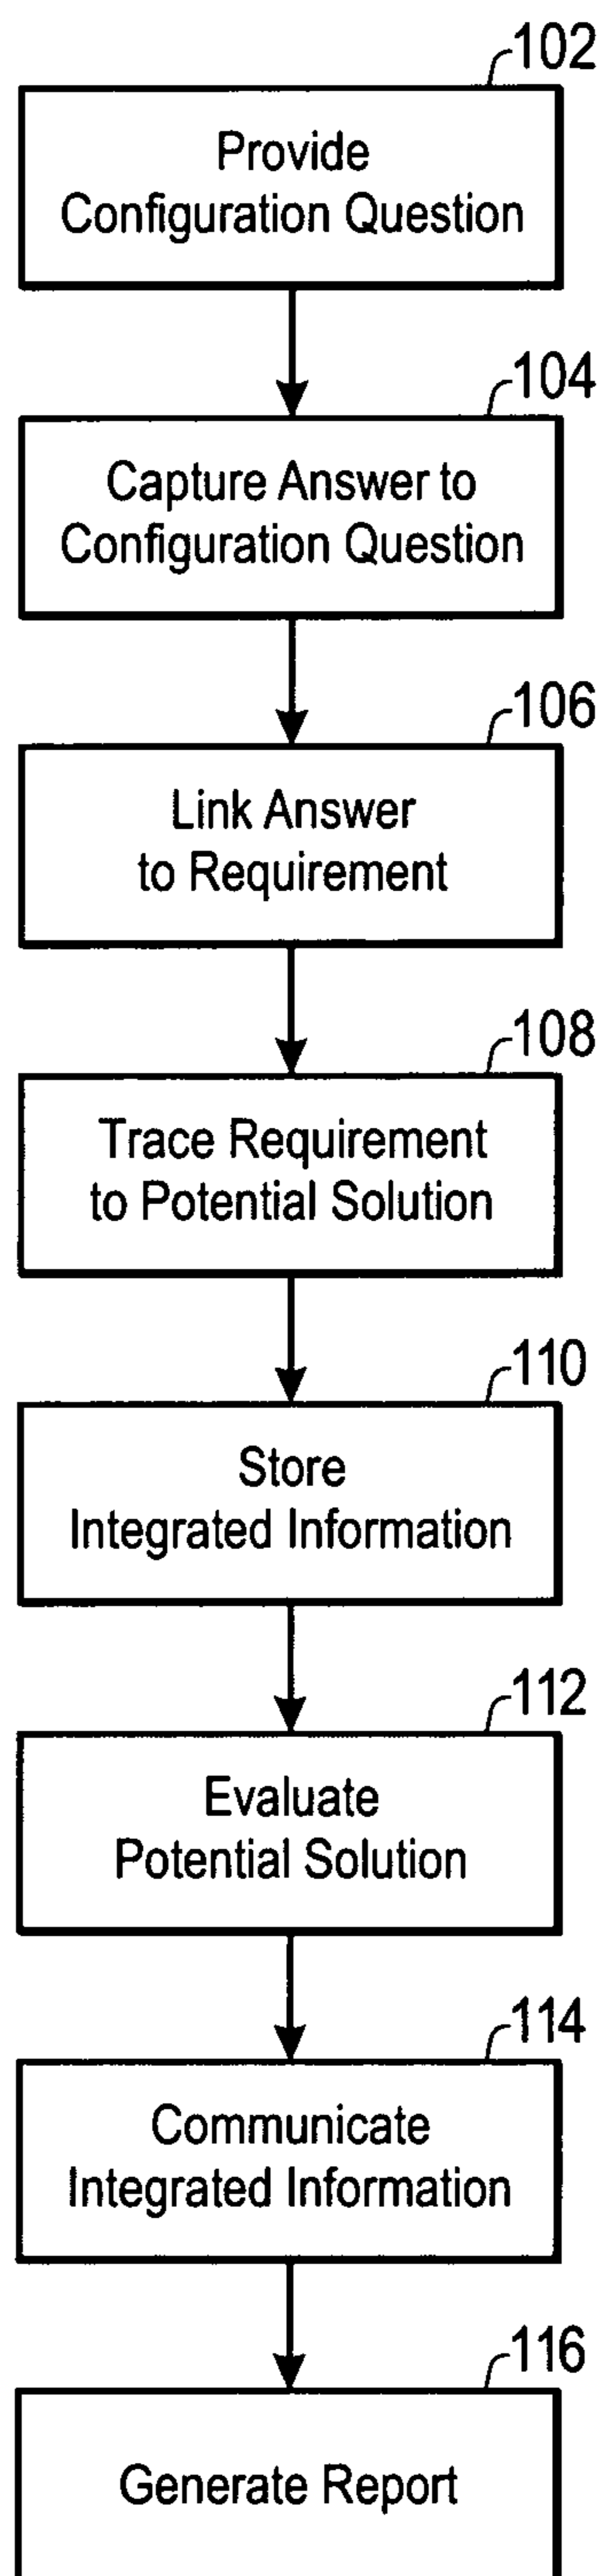 102
Provide
Configuration Question
104
Capture Answer to
Configuration Question
106
Link Answer
to Requirement
108
Trace Requirement
to Potential Solution
110
Store
Integrated Information
112
Evaluate
Potential Solution
114
Communicate
Integrated Information
116
Generate Report